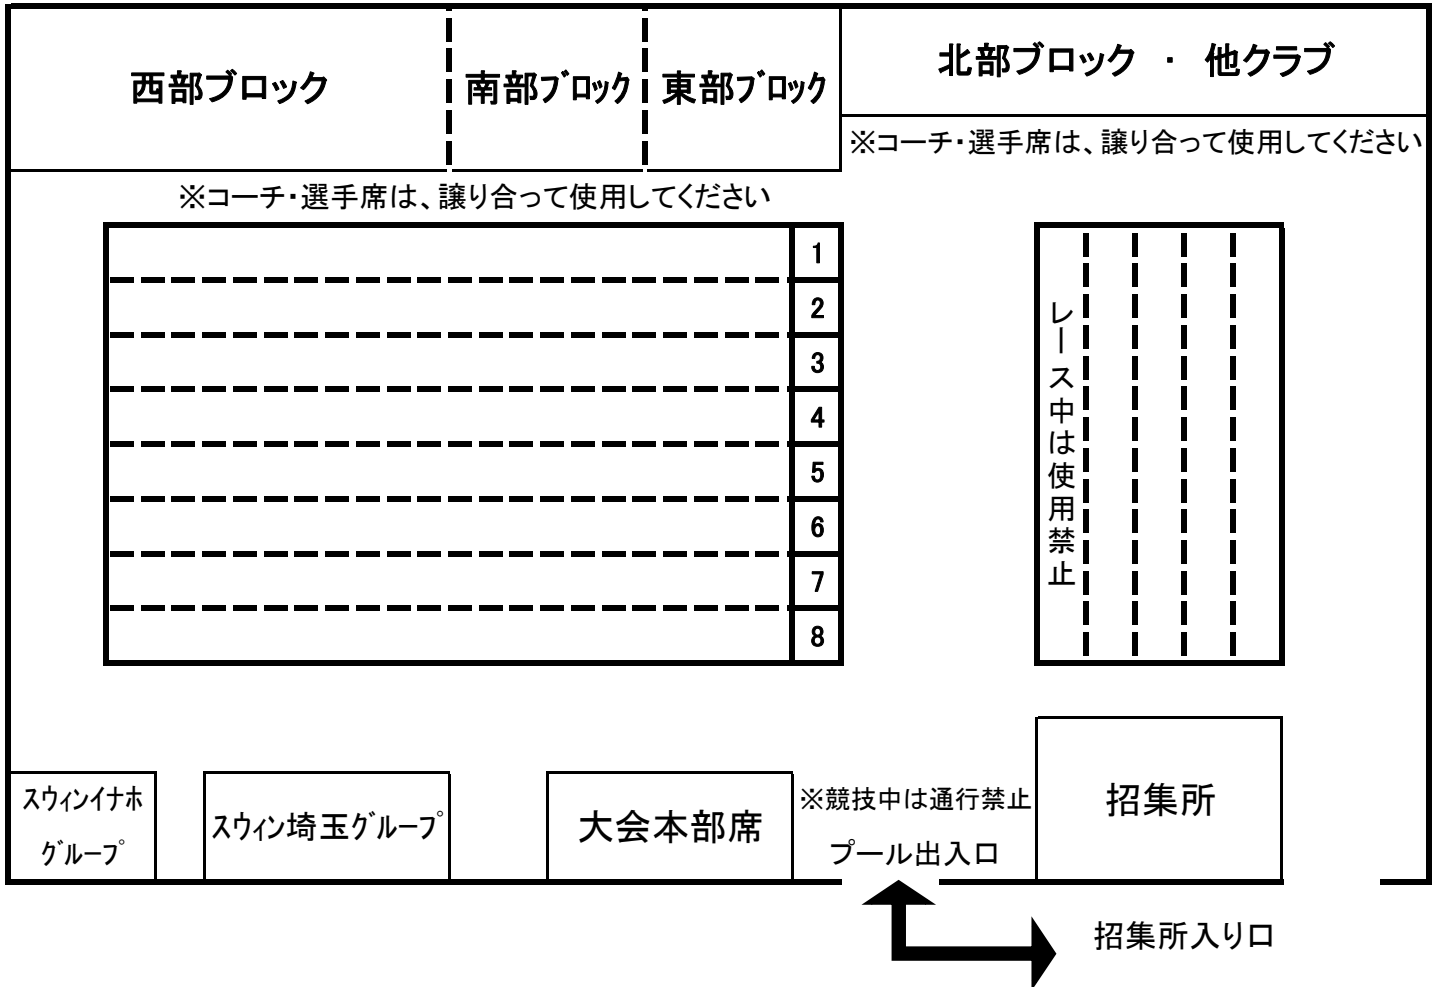 西部ブロック
南部ブロック
東部ブロック
北部ブロック ・ 他クラブ
※コーチ・選手席は、譲り合って使用してください
※コーチ・選手席は、譲り合って使用してください
1
2
3
4
5
6
7
8
レース中は使用禁止
スウィンイナホ
グループ
スウィン埼玉グループ
大会本部席
※競技中は通行禁止
プール出入口
招集所
招集所入り口